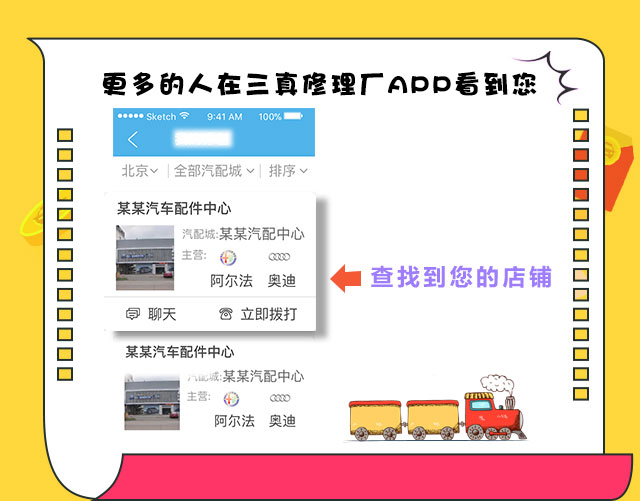 更多的人在三真修理厂APP看到您
Sketch 9:41 AM 100%
北京 全部汽配城 排序
某某汽车配件中心
汽配城:某某汽配中心
主营:
阿尔法 奥迪
聊天 立即拨打
查找到您的店铺
某某汽车配件中心
汽配城:某某汽配中心
主营:
阿尔法 奥迪